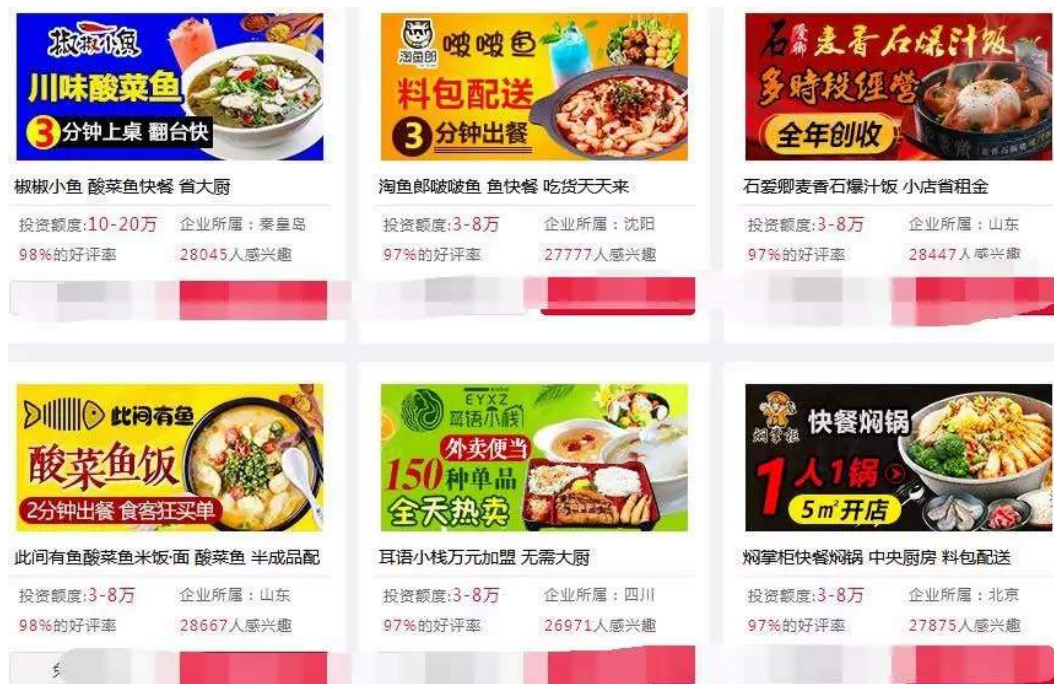 椒椒小鱼
川味酸菜鱼
3分钟上桌 翻台快
椒椒小鱼 酸菜鱼快餐 省大厨
投资额度:10-20万 企业所属：秦皇岛
98%的好评率 28045人感兴趣
淘鱼郎
啵啵鱼
料包配送
3分钟出餐
淘鱼郎啵啵鱼 鱼快餐 吃货天天来
投资额度:3-8万 企业所属：沈阳
97%的好评率 27777人感兴趣
麦香石爆汁饭
多時段經營
全年创收
石爱卿麦香石爆汁饭 小店省租金
投资额度:3-8万 企业所属：山东
97%的好评率 28447人感兴趣
此间有鱼
酸菜鱼饭
2分钟出餐 食客狂买单
此间有鱼酸菜鱼米饭·面 酸菜鱼 半成品配
投资额度:3-8万 企业所属：山东
98%的好评率 28667人感兴趣
EYXZ
耳语小栈
外卖便当
150种单品
全天热卖
耳语小栈万元加盟 无需大厨
投资额度:3-8万 企业所属：四川
97%的好评率 26971人感兴趣
焖掌柜
快餐焖锅
1人1锅
5㎡开店
焖掌柜快餐焖锅 中央厨房 料包配送
投资额度:3-8万 企业所属：北京
97%的好评率 27875人感兴趣